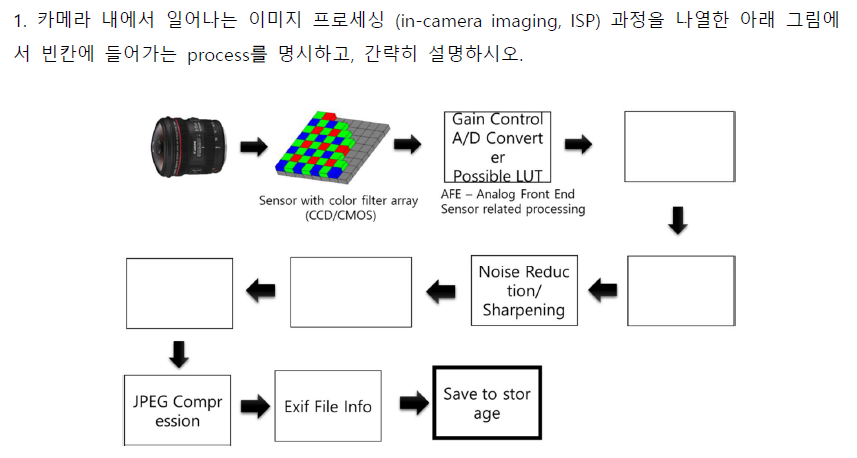 1. 카메라 내에서 일어나는 이미지 프로세싱 (in-camera imaging, ISP) 과정을 나열한 아래 그림에
서 빈칸에 들어가는 process를 명시하고, 간략히 설명하시오.
Gain Control
A/D Convert
er
Possible LUT
Sensor with color filter array
(CCD/CMOS)
AFE – Analog Front End
Sensor related processing
Noise Reduc
tion/
Sharpening
JPEG Compr
ession
Exif File Info
Save to stor
age